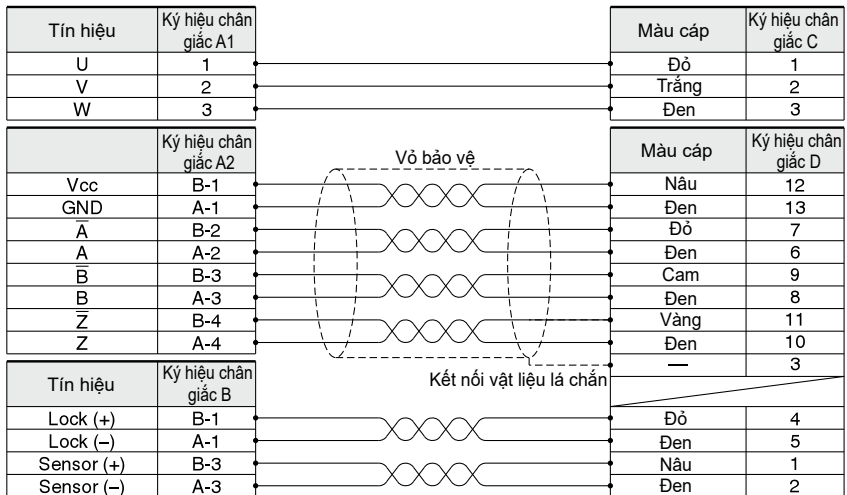 Tín hiệu Ký hiệu chân giắc A1
U 1
V 2
W 3
Màu cáp Ký hiệu chân giắc C
Đỏ 1
Trắng 2
Đen 3
Ký hiệu chân giắc A2
Vcc B-1
GND A-1
A̅ B-2
A A-2
B̅ B-3
B A-3
Z̅ B-4
Z A-4
Vỏ bảo vệ
Màu cáp Ký hiệu chân giắc D
Nâu 12
Đen 13
Đỏ 7
Đen 6
Cam 9
Đen 8
Vàng 11
Đen 10
— 3
Kết nối vật liệu lá chắn
Tín hiệu Ký hiệu chân giắc B
Lock (+) B-1
Lock (–) A-1
Sensor (+) B-3
Sensor (–) A-3
Đỏ 4
Đen 5
Nâu 1
Đen 2